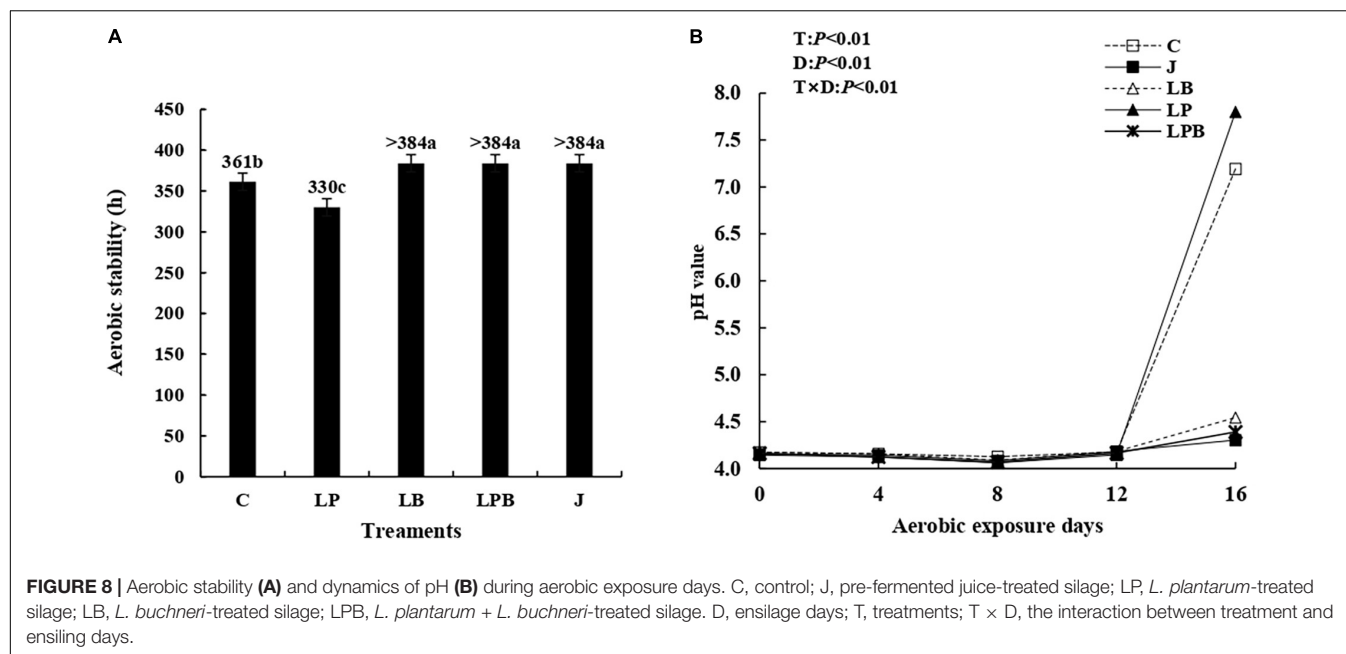 A
450
400
350
300
250
200
150
100
50
0
Aerobic stability (h)
361b
330c
>384a
>384a
>384a
C LP LB LPB J
Treaments
B
T:P<0.01
D:P<0.01
T×D:P<0.01
C
J
LB
LP
LPB
8.0
7.5
7.0
6.5
6.0
5.5
5.0
4.5
4.0
pH value
0 4 8 12 16
Aerobic exposure days
FIGURE 8 | Aerobic stability (A) and dynamics of pH (B) during aerobic exposure days. C, control; J, pre-fermented juice-treated silage; LP, L. plantarum-treated
silage; LB, L. buchneri-treated silage; LPB, L. plantarum + L. buchneri-treated silage. D, ensilage days; T, treatments; T × D, the interaction between treatment and
ensiling days.